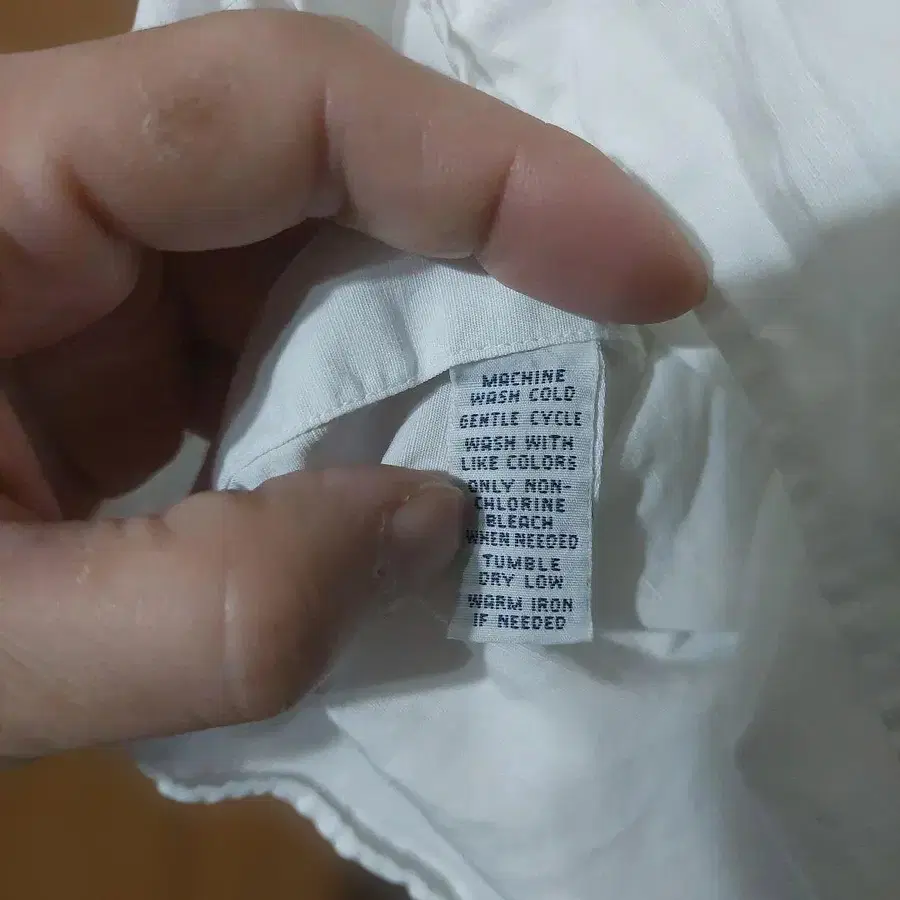 MACHINE
WASH COLD
GENTLE CYCLE
WASH WITH
LIKE COLORS
ONLY NON-
CHLORINE
BLEACH
WHEN NEEDED
TUMBLE
DRY LOW
WARM IRON
IF NEEDED